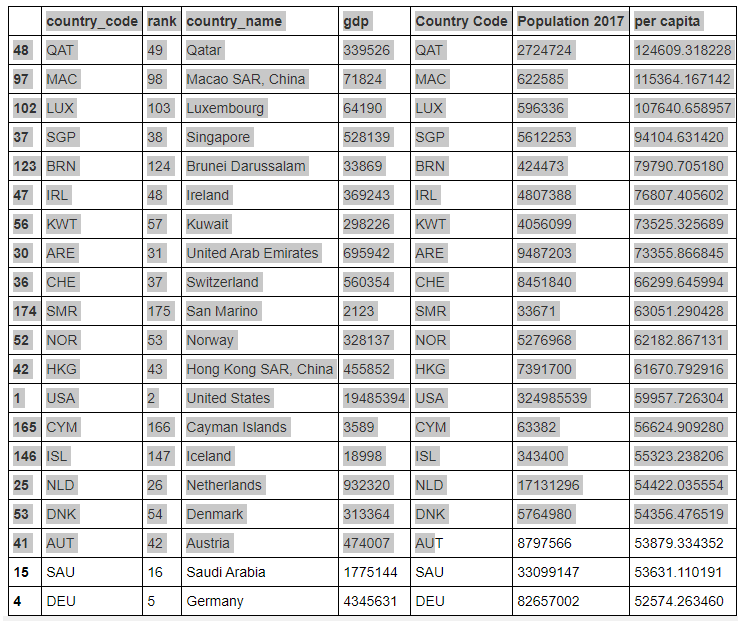 country_code rank country_name gdp Country Code Population 2017 per capita
48 QAT 49 Qatar 339526 QAT 2724724 124609.318228
97 MAC 98 Macao SAR, China 71824 MAC 622585 115364.167142
102 LUX 103 Luxembourg 64190 LUX 596336 107640.658957
37 SGP 38 Singapore 528139 SGP 5612253 94104.631420
123 BRN 124 Brunei Darussalam 33869 BRN 424473 79790.705180
47 IRL 48 Ireland 369243 IRL 4807388 76807.405602
56 KWT 57 Kuwait 298226 KWT 4056099 73525.325689
30 ARE 31 United Arab Emirates 695942 ARE 9487203 73355.866845
36 CHE 37 Switzerland 560354 CHE 8451840 66299.645994
174 SMR 175 San Marino 2123 SMR 33671 63051.290428
52 NOR 53 Norway 328137 NOR 5276968 62182.867131
42 HKG 43 Hong Kong SAR, China 455852 HKG 7391700 61670.792916
1 USA 2 United States 19485394 USA 324985539 59957.726304
165 CYM 166 Cayman Islands 3589 CYM 63382 56624.909280
146 ISL 147 Iceland 18998 ISL 343400 55323.238206
25 NLD 26 Netherlands 932320 NLD 17131296 54422.035554
53 DNK 54 Denmark 313364 DNK 5764980 54356.476519
41 AUT 42 Austria 474007 AUT 8797566 53879.334352
15 SAU 16 Saudi Arabia 1775144 SAU 33099147 53631.110191
4 DEU 5 Germany 4345631 DEU 82657002 52574.263460